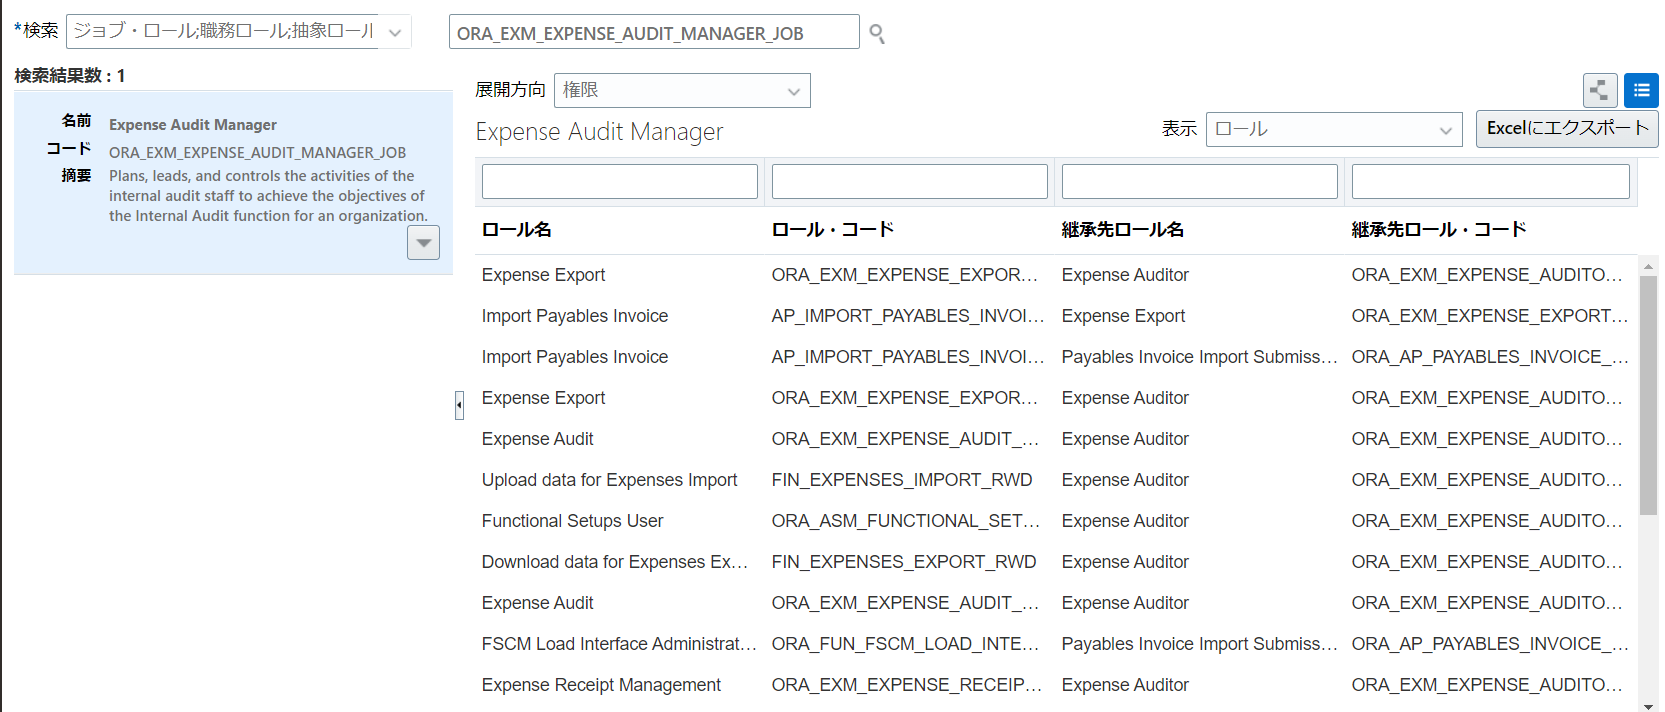 *検索 ジョブ・ロール;職務ロール;抽象ロール ORA_EXM_EXPENSE_AUDIT_MANAGER_JOB
検索結果数 : 1
名前 Expense Audit Manager
コード ORA_EXM_EXPENSE_AUDIT_MANAGER_JOB
摘要 Plans, leads, and controls the activities of the
internal audit staff to achieve the objectives of
the Internal Audit function for an organization.
展開方向 権限
Expense Audit Manager
表示 ロール Excelにエクスポート
ロール名 ロール・コード 継承先ロール名 継承先ロール・コード
Expense Export ORA_EXM_EXPENSE_EXPOR... Expense Auditor ORA_EXM_EXPENSE_AUDITO...
Import Payables Invoice AP_IMPORT_PAYABLES_INVOI... Expense Export ORA_EXM_EXPENSE_EXPORT...
Import Payables Invoice AP_IMPORT_PAYABLES_INVOI... Payables Invoice Import Submiss... ORA_AP_PAYABLES_INVOICE_...
Expense Export ORA_EXM_EXPENSE_EXPOR... Expense Auditor ORA_EXM_EXPENSE_AUDITO...
Expense Audit ORA_EXM_EXPENSE_AUDIT_... Expense Auditor ORA_EXM_EXPENSE_AUDITO...
Upload data for Expenses Import FIN_EXPENSES_IMPORT_RWD Expense Auditor ORA_EXM_EXPENSE_AUDITO...
Functional Setups User ORA_ASM_FUNCTIONAL_SET... Expense Auditor ORA_EXM_EXPENSE_AUDITO...
Download data for Expenses Ex... FIN_EXPENSES_EXPORT_RWD Expense Auditor ORA_EXM_EXPENSE_AUDITO...
Expense Audit ORA_EXM_EXPENSE_AUDIT_... Expense Auditor ORA_EXM_EXPENSE_AUDITO...
FSCM Load Interface Administrat... ORA_FUN_FSCM_LOAD_INTE... Payables Invoice Import Submiss... ORA_AP_PAYABLES_INVOICE_...
Expense Receipt Management ORA_EXM_EXPENSE_RECEIP... Expense Auditor ORA_EXM_EXPENSE_AUDITO...